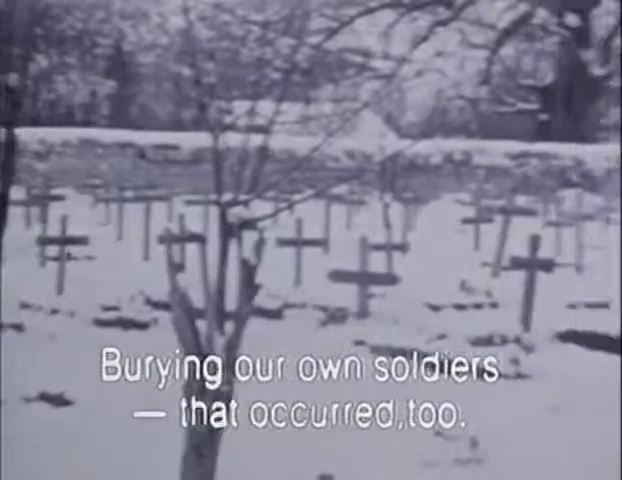 Burying our own soldiers
– that occurred, too.